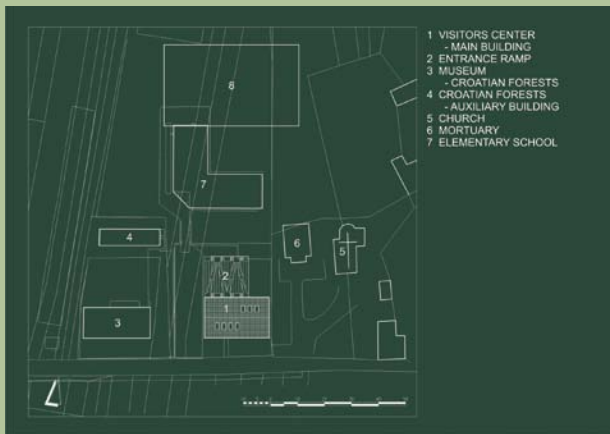 1 VISITORS CENTER
- MAIN BUILDING
2 ENTRANCE RAMP
3 MUSEUM
- CROATIAN FORESTS
4 CROATIAN FORESTS
- AUXILIARY BUILDING
5 CHURCH
6 MORTUARY
7 ELEMENTARY SCHOOL
8
7
4
6
5
2
1
3